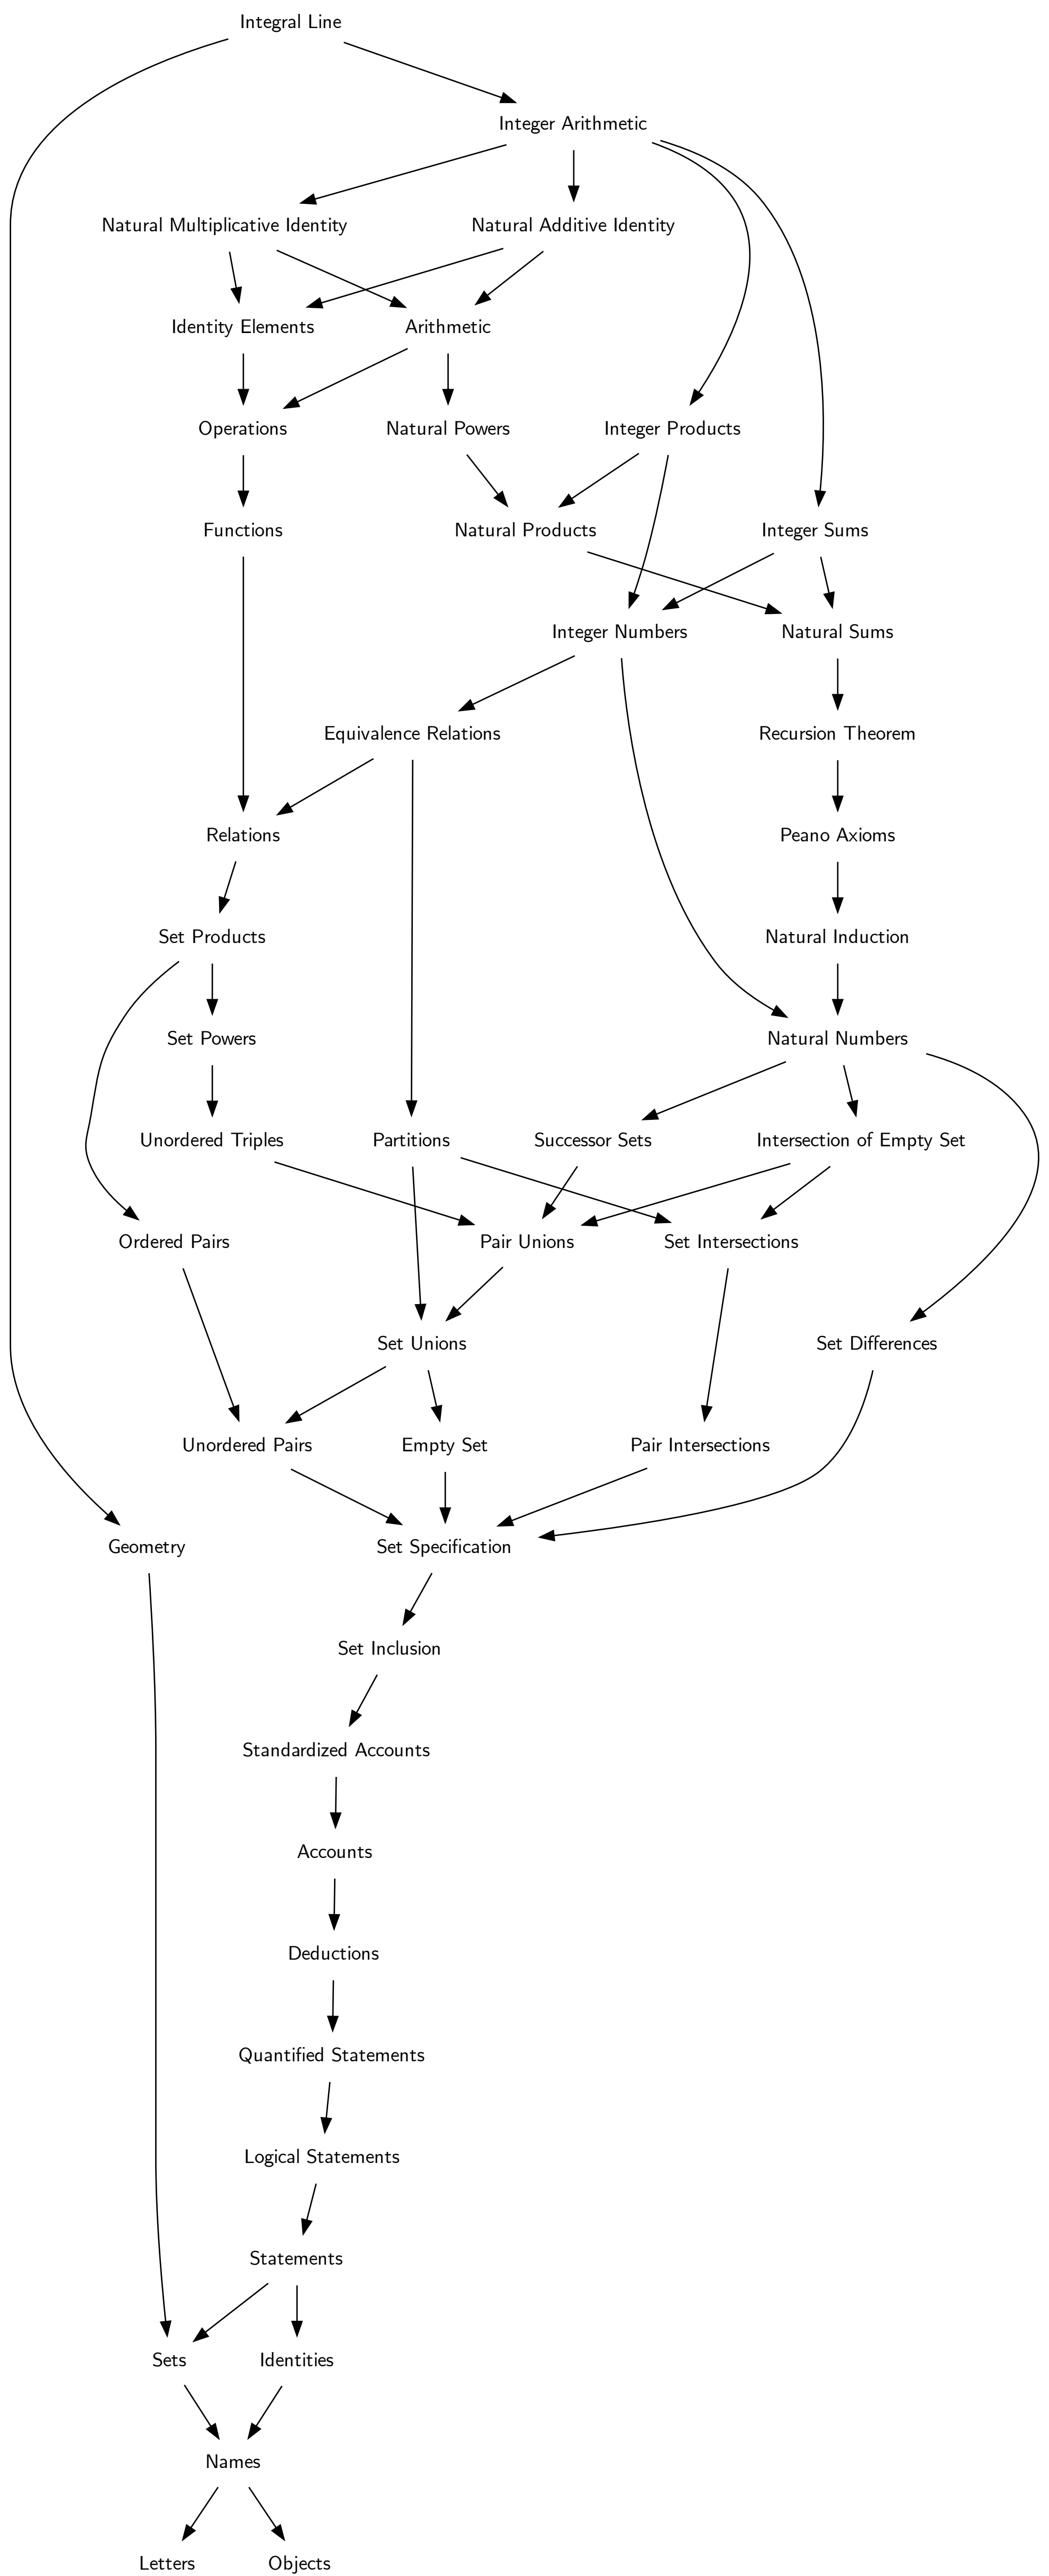 Integral Line
Integer Arithmetic
Natural Multiplicative Identity
Natural Additive Identity
Identity Elements
Arithmetic
Operations
Natural Powers
Integer Products
Functions
Natural Products
Integer Sums
Integer Numbers
Natural Sums
Equivalence Relations
Recursion Theorem
Relations
Peano Axioms
Set Products
Natural Induction
Set Powers
Natural Numbers
Unordered Triples
Partitions
Successor Sets
Intersection of Empty Set
Ordered Pairs
Pair Unions
Set Intersections
Set Unions
Set Differences
Unordered Pairs
Empty Set
Pair Intersections
Geometry
Set Specification
Set Inclusion
Standardized Accounts
Accounts
Deductions
Quantified Statements
Logical Statements
Statements
Sets
Identities
Names
Letters
Objects